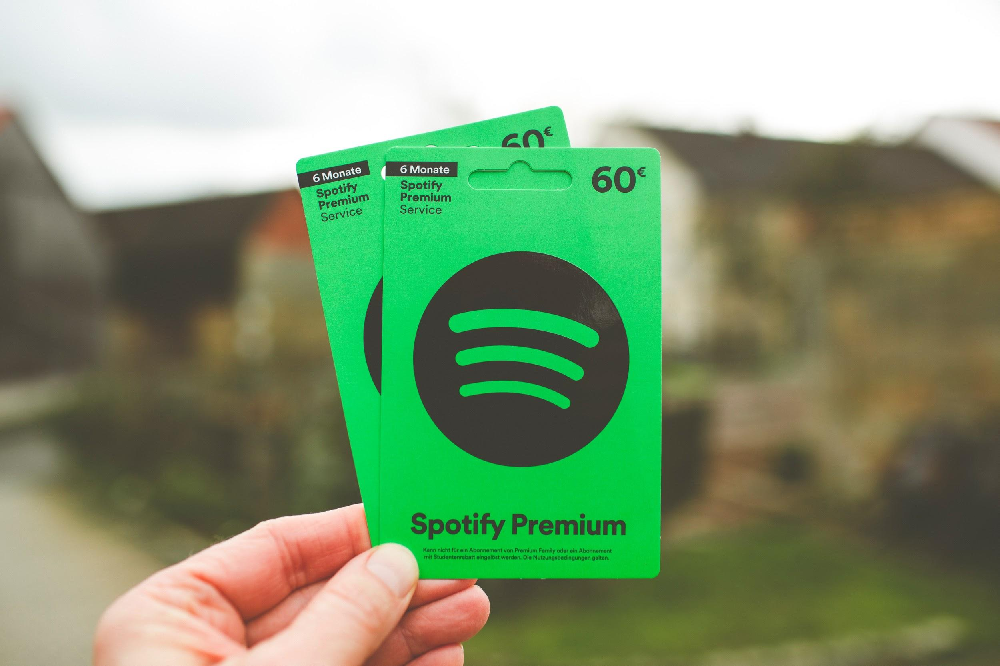 60€
6 Monate
Spotify
Premium
Service
6 Monate
Spotify
Premium
Service
60€
Spotify Premium
Kann nicht für ein Abonnement von Premium Family oder ein Abonnement
mit Studentenrabatt eingelöst werden. Die Nutzungsbedingungen gelten.